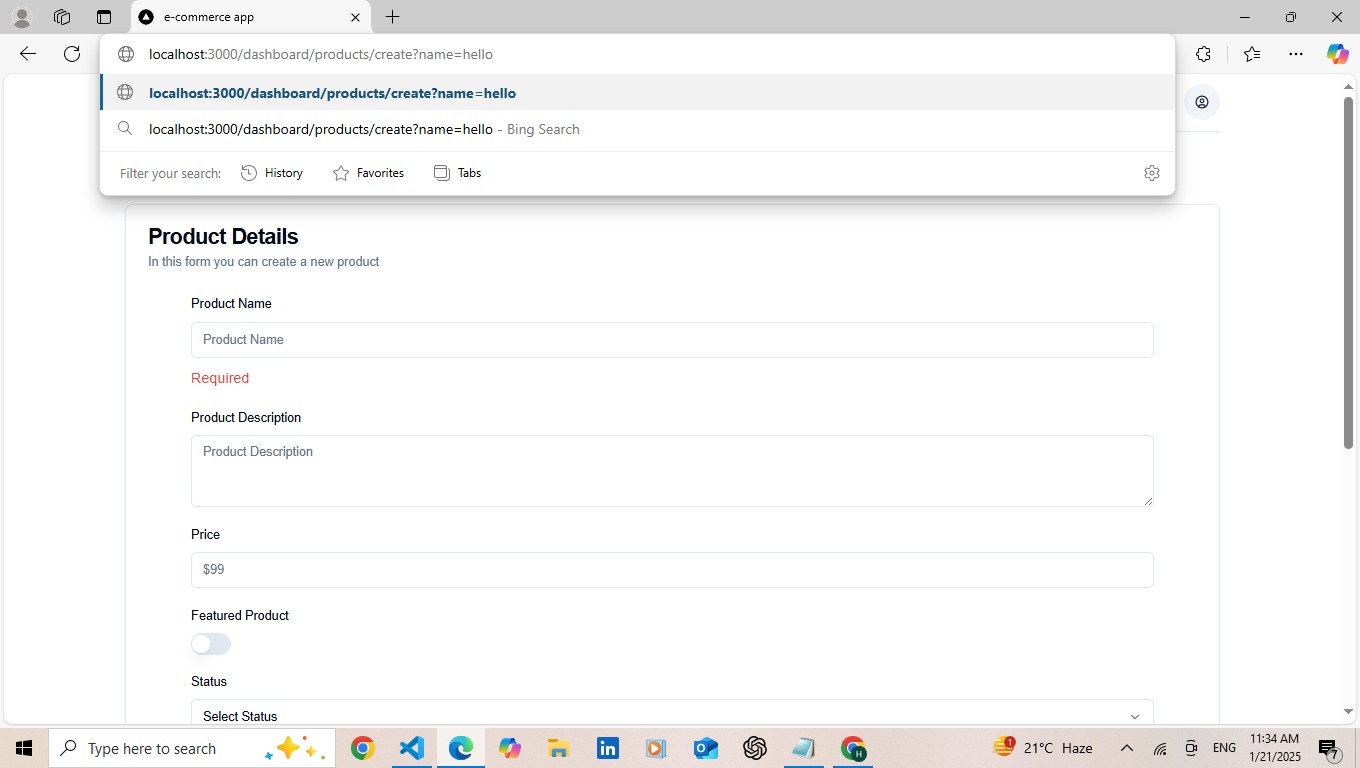 e-commerce app
localhost:3000/dashboard/products/create?name=hello
localhost:3000/dashboard/products/create?name=hello
localhost:3000/dashboard/products/create?name=hello - Bing Search
Filter your search: History Favorites Tabs
Product Details
In this form you can create a new product
Product Name
Product Name
Required
Product Description
Product Description
Price
$99
Featured Product
Status
Select Status
Type here to search
H
1
21°C Haze
ENG
11:34 AM
1/21/2025
7